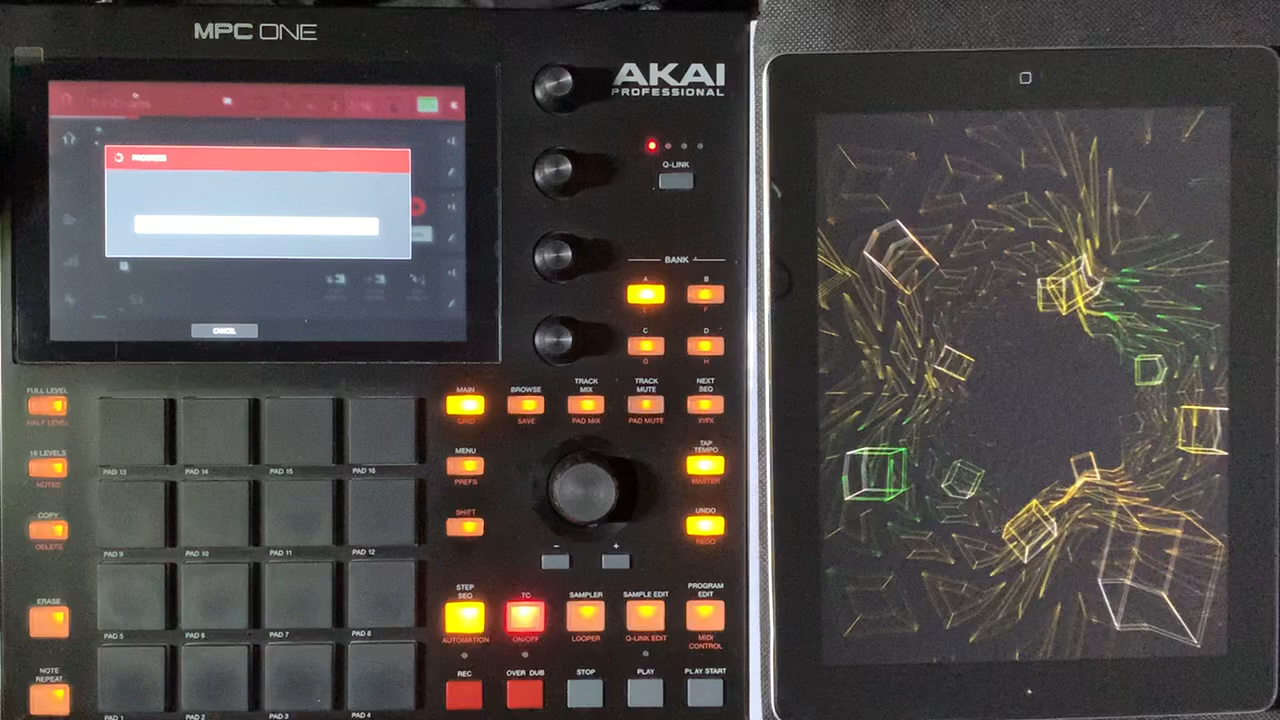 MPC ONE
AKAI
PROFESSIONAL
PROGRESS
CANCEL
Q-LINK
BANK
A
B
C
D
G
H
FULL LEVEL
HALF LEVEL
16 LEVELS
NOTES
COPY
DELETE
ERASE
NOTE
REPEAT
PAD 13
PAD 14
PAD 15
PAD 16
PAD 9
PAD 10
PAD 11
PAD 12
PAD 5
PAD 6
PAD 7
PAD 8
PAD 1
PAD 2
PAD 3
PAD 4
MAIN
GRID
BROWSE
SAVE
TRACK
MIX
PAD MIX
TRACK
MUTE
PAD MUTE
NEXT
SEQ
XYFX
MENU
PREFS
TAP
TEMPO
MASTER
SHIFT
UNDO
REDO
-
+
STEP
SEQ
AUTOMATION
TC
ON/OFF
SAMPLER
LOOPER
SAMPLE EDIT
Q-LINK EDIT
PROGRAM
EDIT
MIDI
CONTROL
REC
OVER DUB
STOP
PLAY
PLAY START